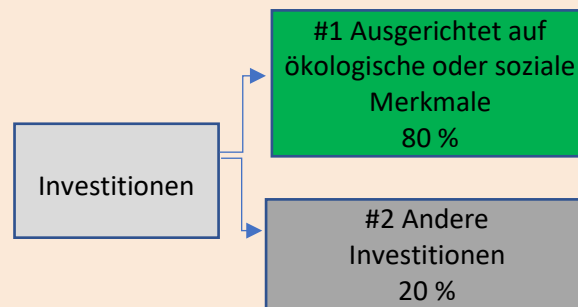 #1 Ausgerichtet auf
ökologische oder soziale
Merkmale
80 %
Investitionen
#2 Andere
Investitionen
20 %